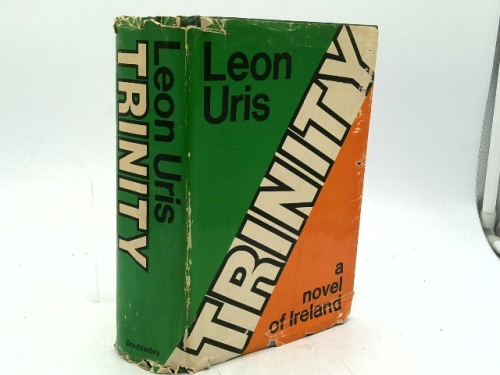 Leon Uris
TRINITY
Doubleday
Leon
Uris
TRINITY
a
novel
of Ireland